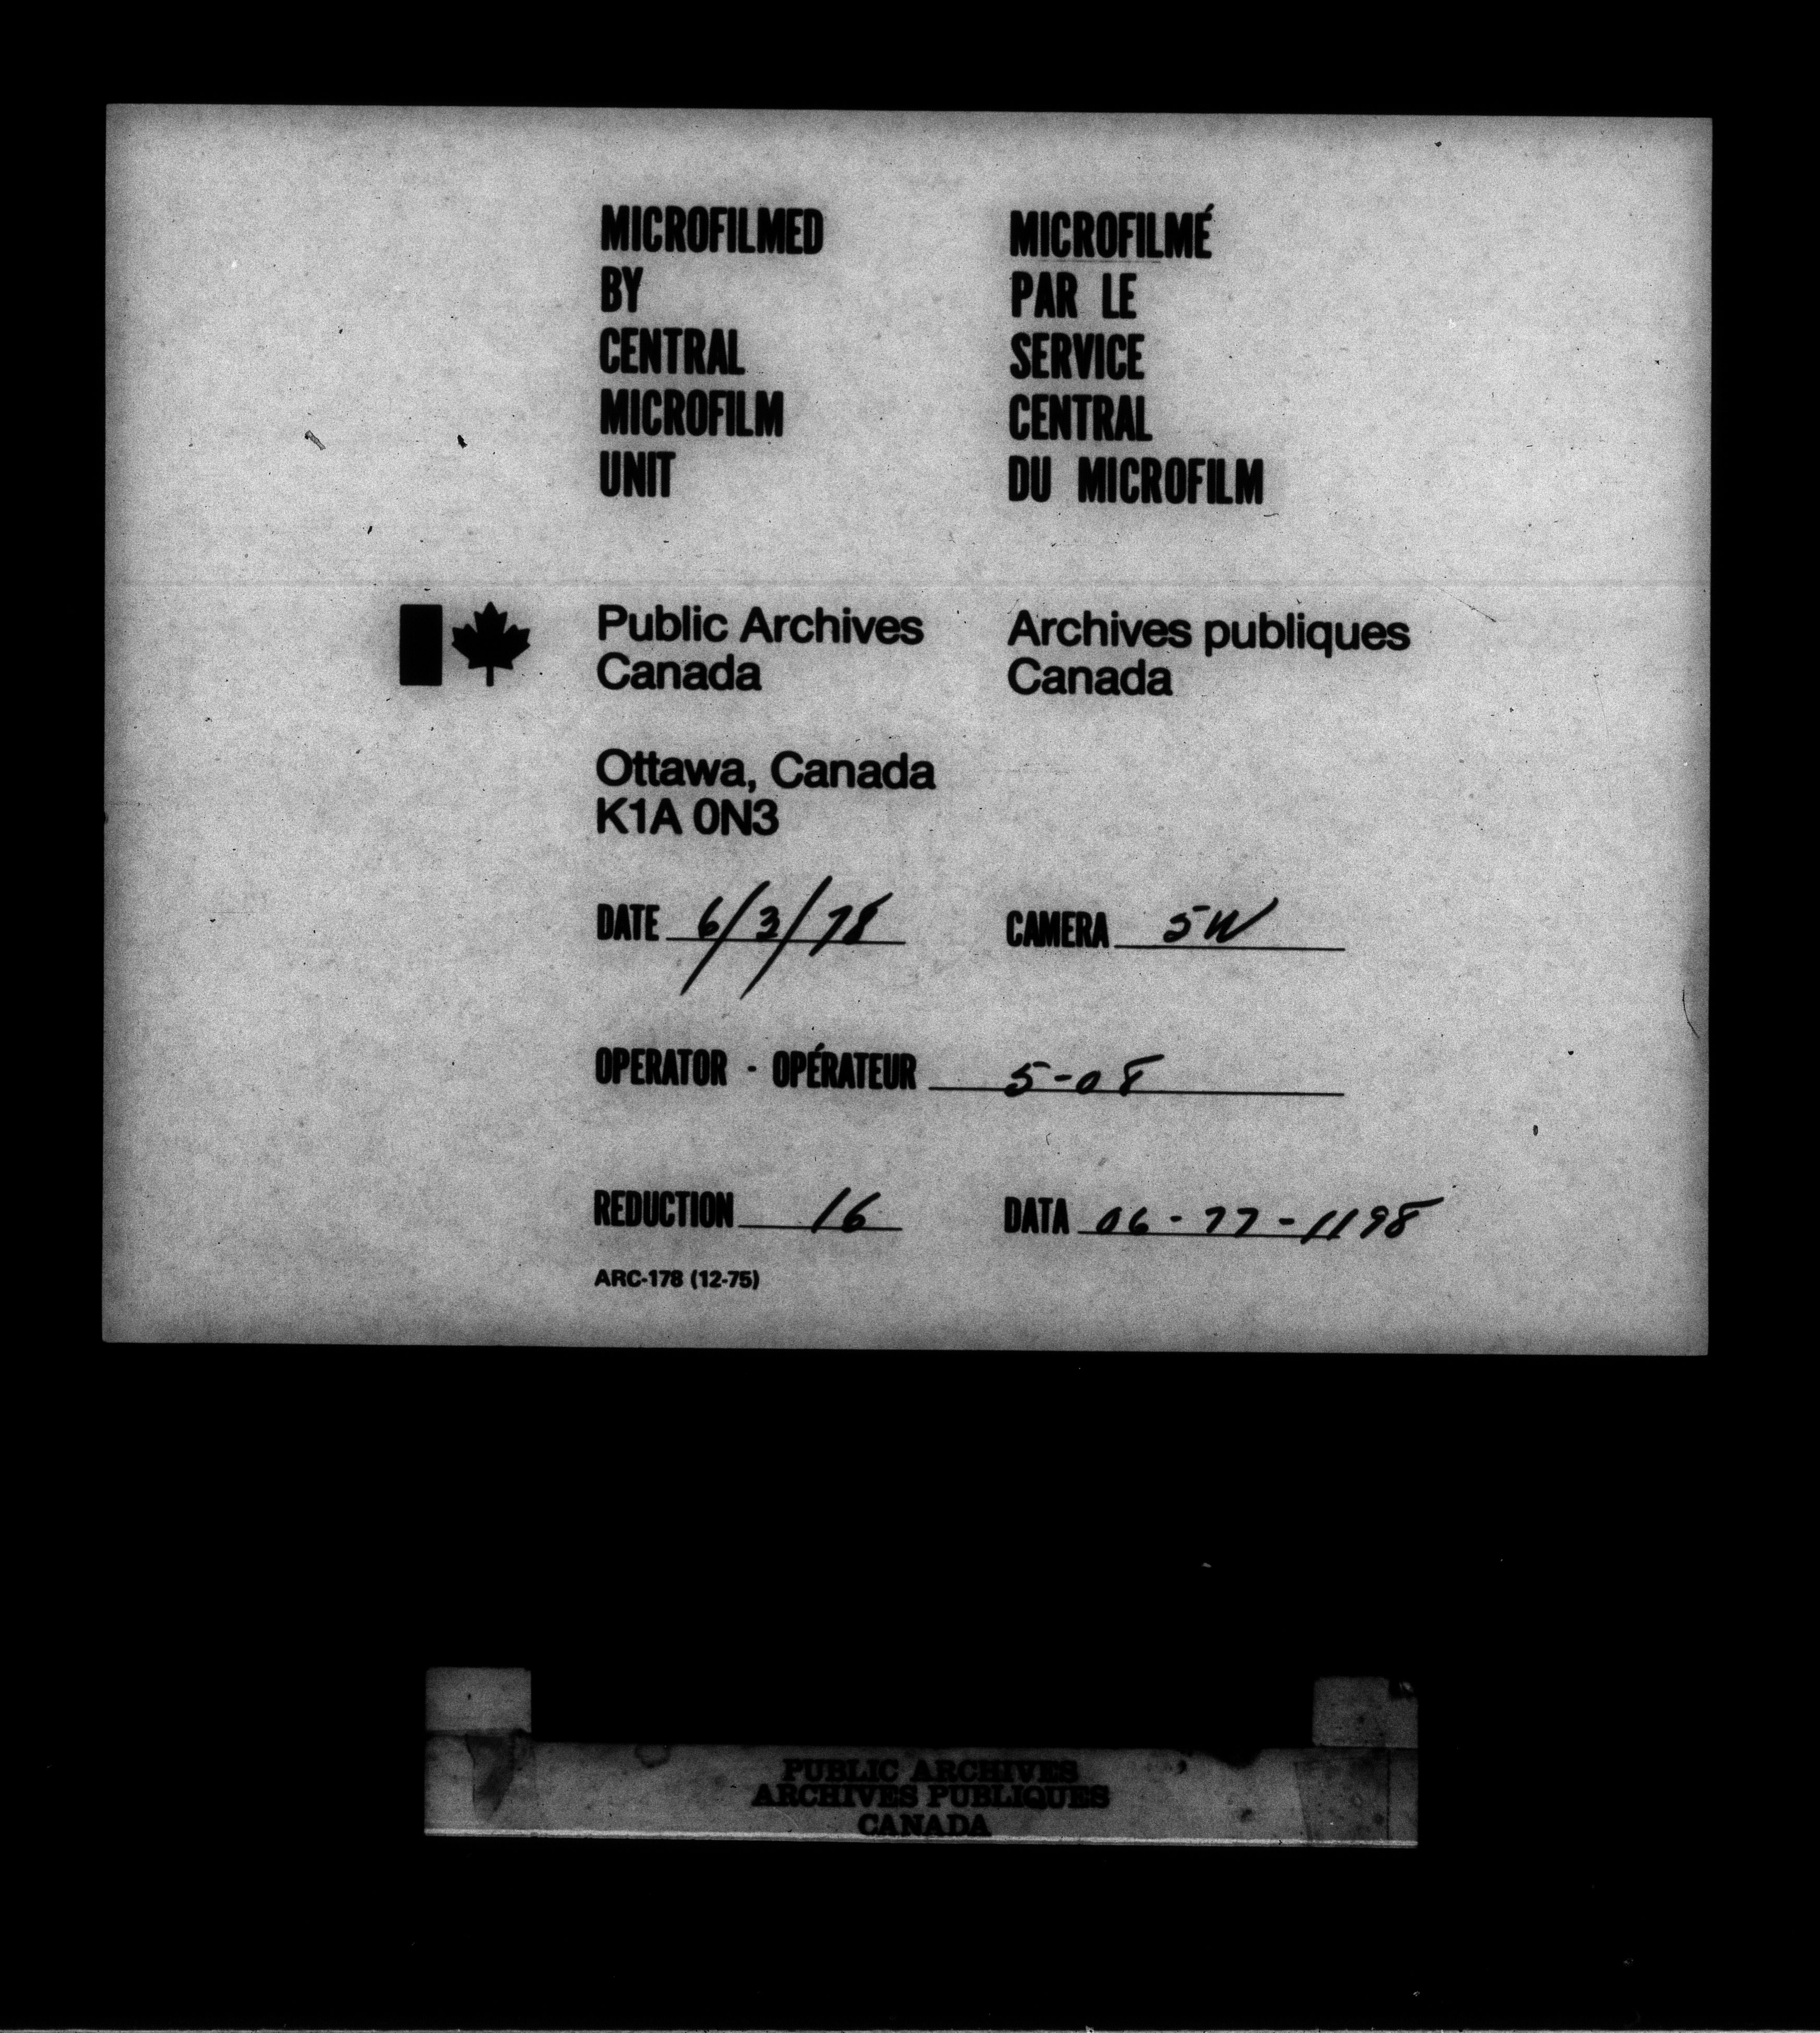 MICROFILMED
BY
CENTRAL
MICROFILM
UNIT
MICROFILMÉ
PAR LE
SERVICE
CENTRAL
DU MICROFILM
Public Archives
Canada
Archives publiques
Canada
Ottawa, Canada
K1A 0N3
DATE 6/3/78
CAMERA 5W
OPERATOR - OPÉRATEUR 5-08
REDUCTION 16
DATA 06-77-1198
ARC-178 (12-75)
PUBLIC ARCHIVES
ARCHIVES PUBLIQUES
CANADA